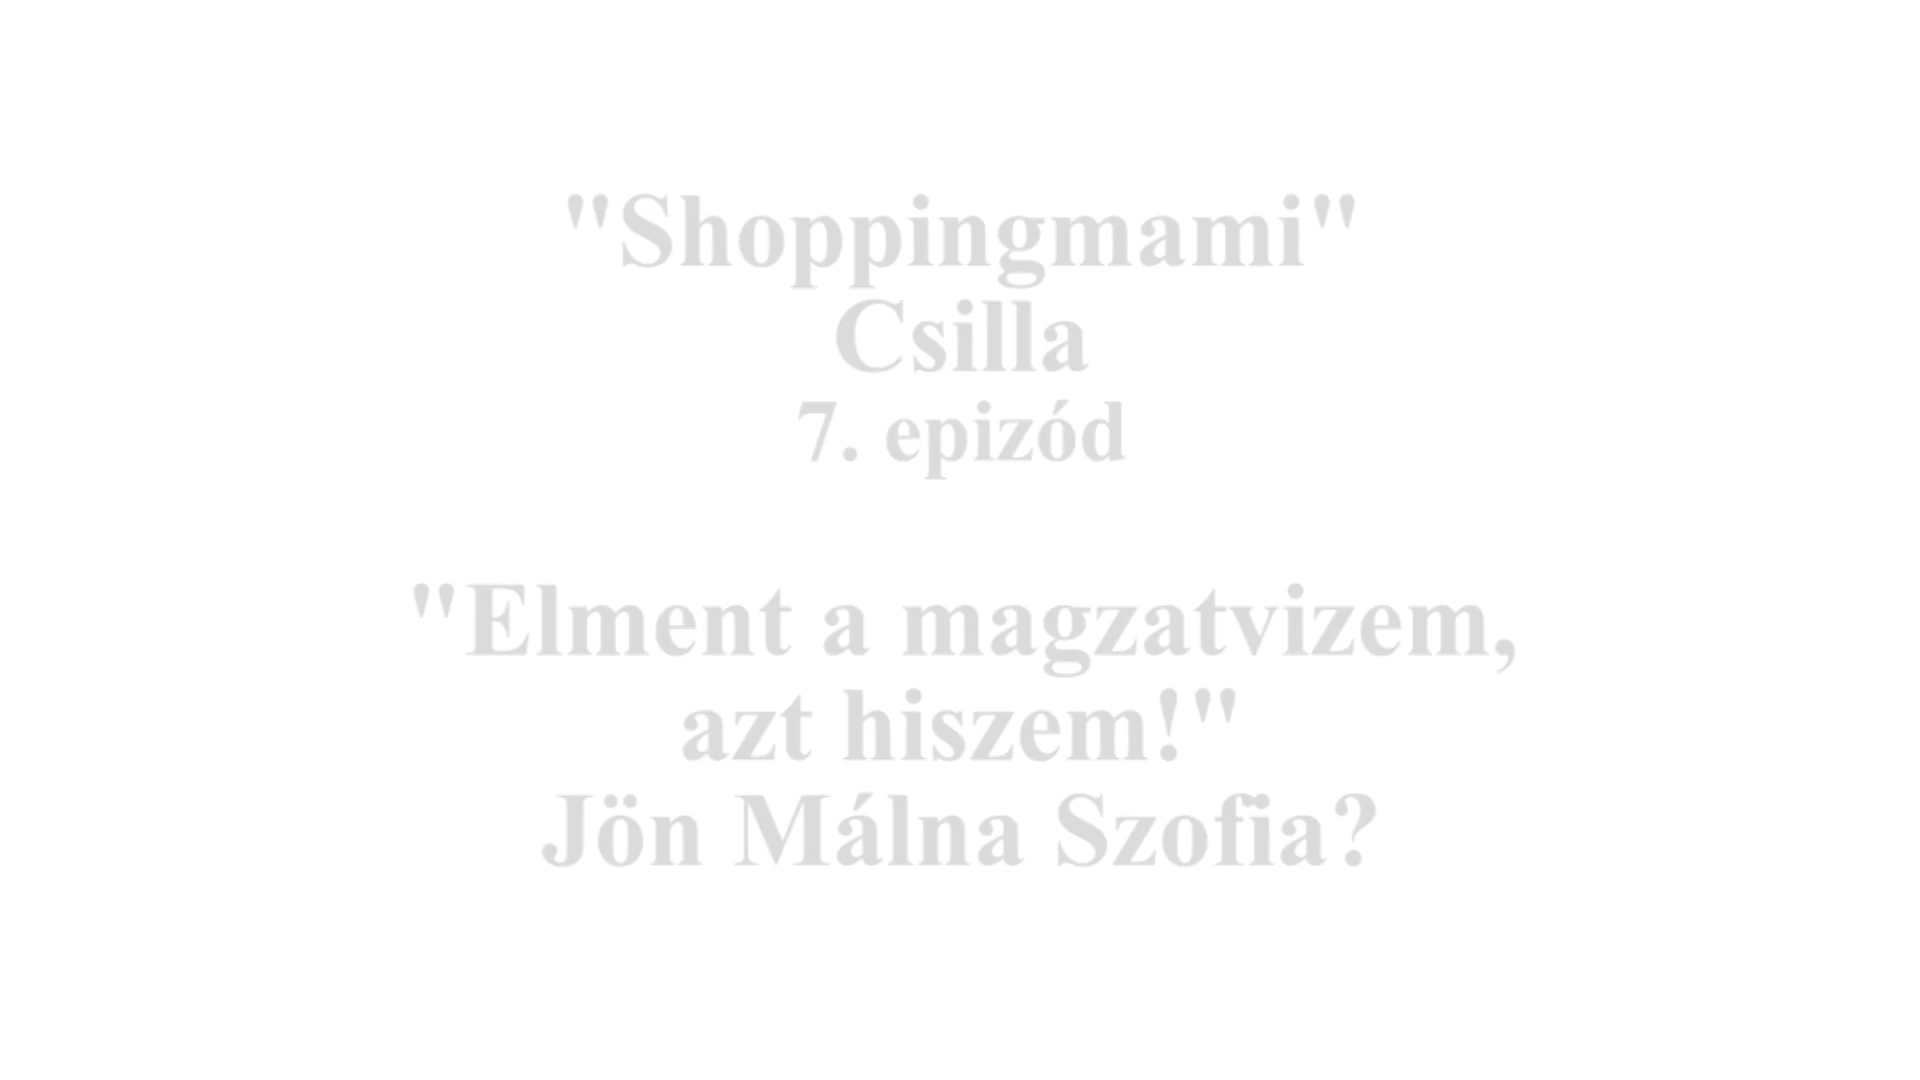 "Shoppingmami"
Csilla
7. epizód
"Elment a magzatvizem,
azt hiszem!"
Jön Málna Szofia?